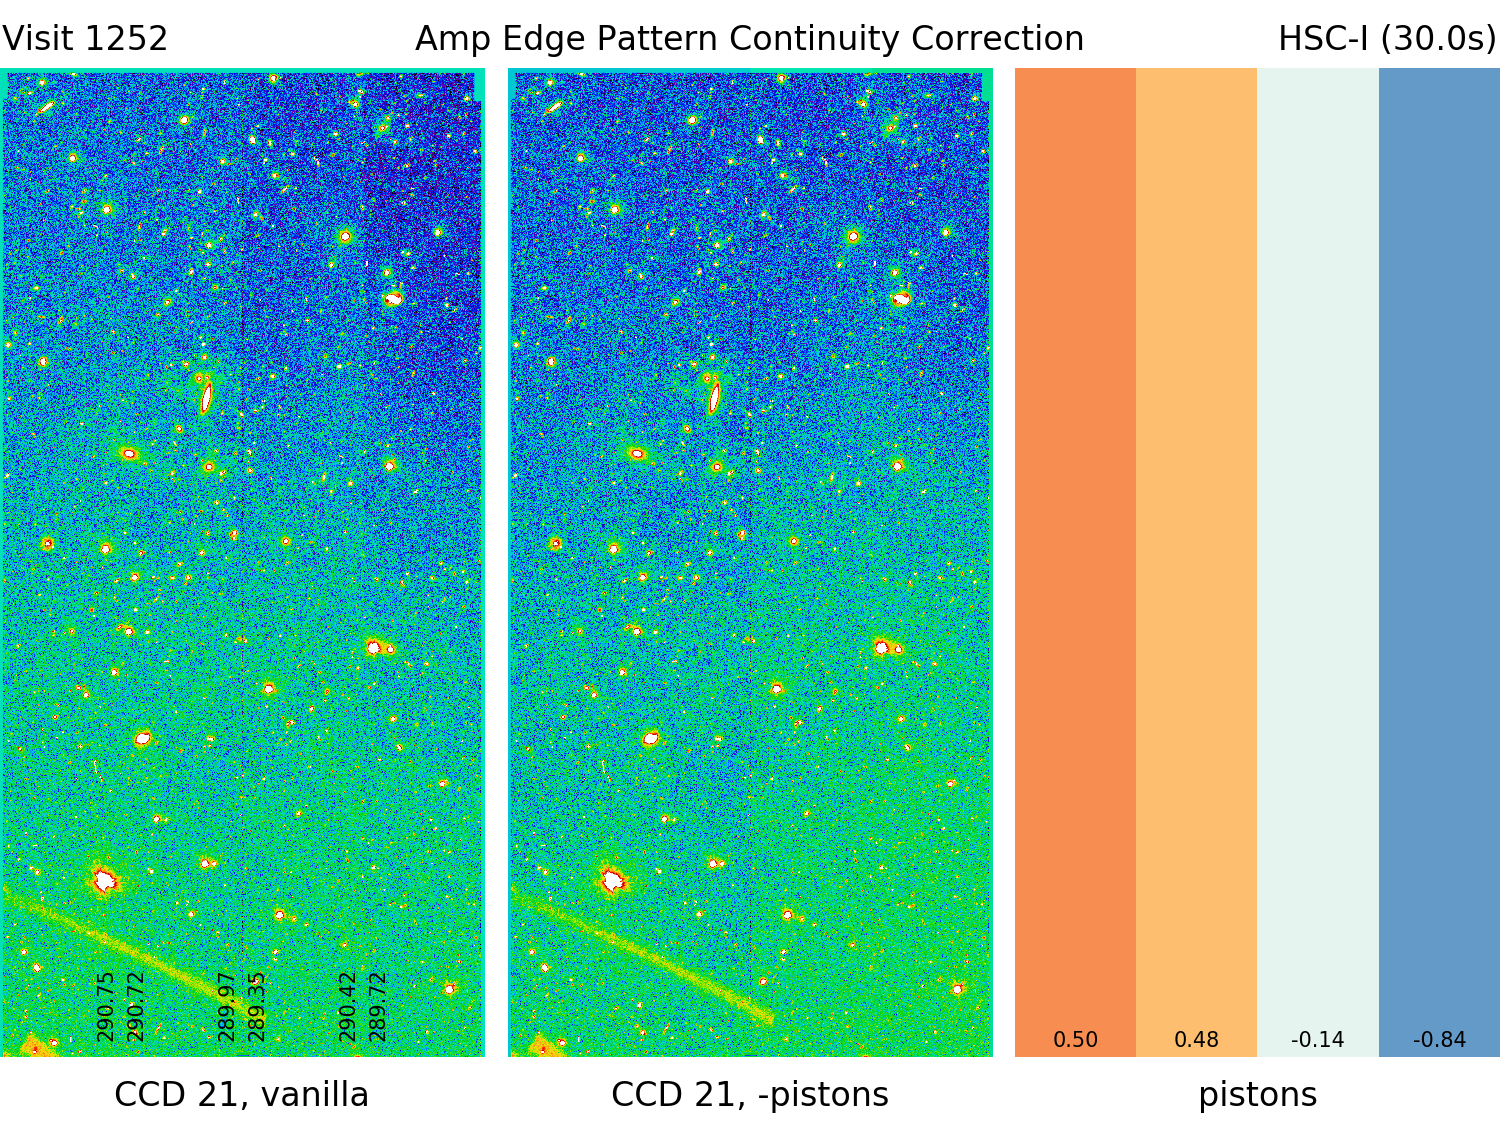 Visit 1252
Amp Edge Pattern Continuity Correction
HSC-I (30.0s)
290.75
290.72
289.97
289.35
290.42
289.72
0.50
0.48
-0.14
-0.84
CCD 21, vanilla
CCD 21, -pistons
pistons